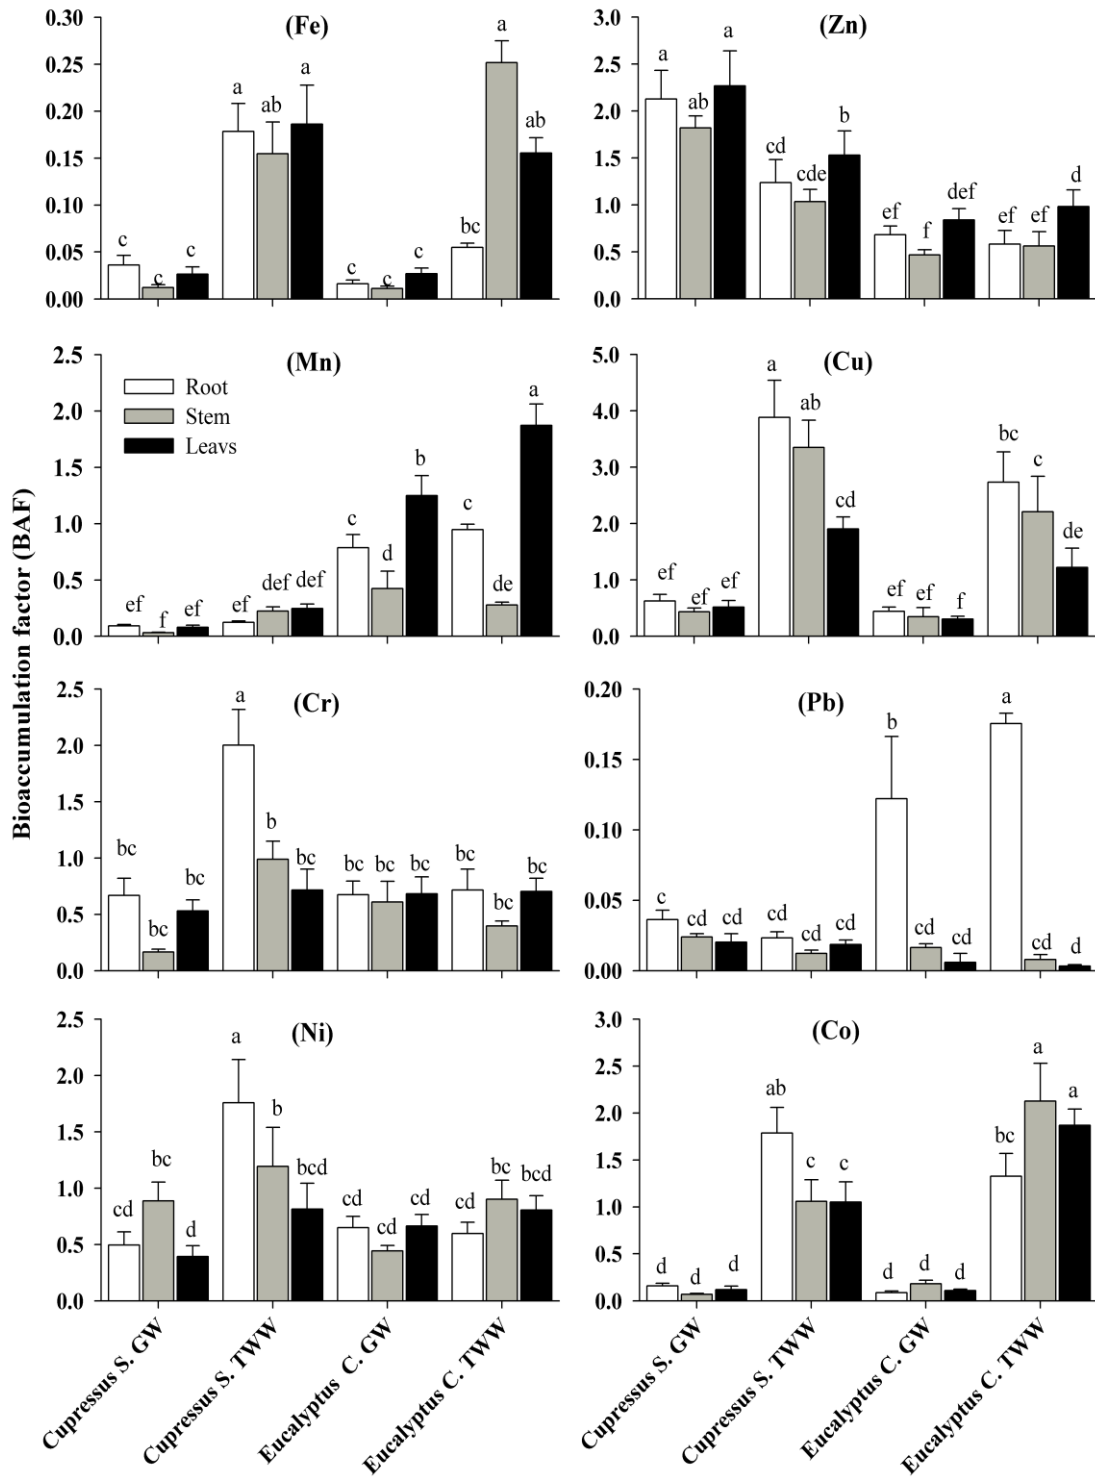 Bioaccumulation factor (BAF)
(Fe)
0.30
0.25
0.20
0.15
0.10
0.05
0.00
c c c
a ab a
c c c
bc a ab
(Zn)
3.0
2.5
2.0
1.5
1.0
0.5
0.0
a ab a
cd cde b
ef f def
ef ef d
(Mn)
2.5
2.0
1.5
1.0
0.5
0.0
Root
Stem
Leavs
ef f ef
ef def def
c d b
c de a
(Cu)
5.0
4.0
3.0
2.0
1.0
0.0
ef ef ef
a ab cd
ef ef f
bc c de
(Cr)
2.5
2.0
1.5
1.0
0.5
0.0
bc bc bc
a b bc
bc bc bc
bc bc bc
(Pb)
0.20
0.15
0.10
0.05
0.00
c cd cd
cd cd cd
b cd cd
a cd d
(Ni)
2.5
2.0
1.5
1.0
0.5
0.0
cd bc d
a b bcd
cd cd cd
cd bc bcd
(Co)
3.0
2.5
2.0
1.5
1.0
0.5
0.0
d d d
ab c c
d d d
bc a a
Cupressus S. GW
Cupressus S. TWW
Eucalyptus C. GW
Eucalyptus C. TWW
Cupressus S. GW
Cupressus S. TWW
Eucalyptus C. GW
Eucalyptus C. TWW